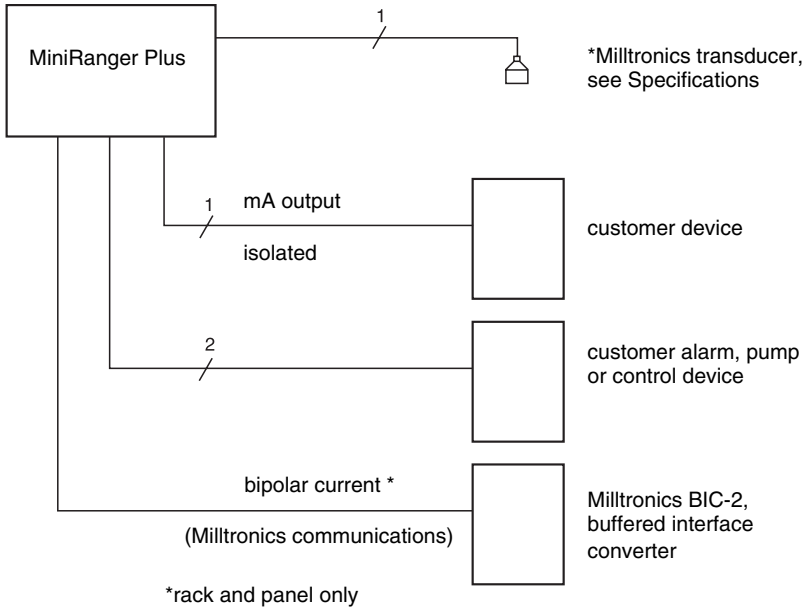 1
MiniRanger Plus
*Milltronics transducer,
see Specifications
1
mA output
isolated
customer device
2
customer alarm, pump
or control device
bipolar current *
(Milltronics communications)
Milltronics BIC-2,
buffered interface
converter
*rack and panel only